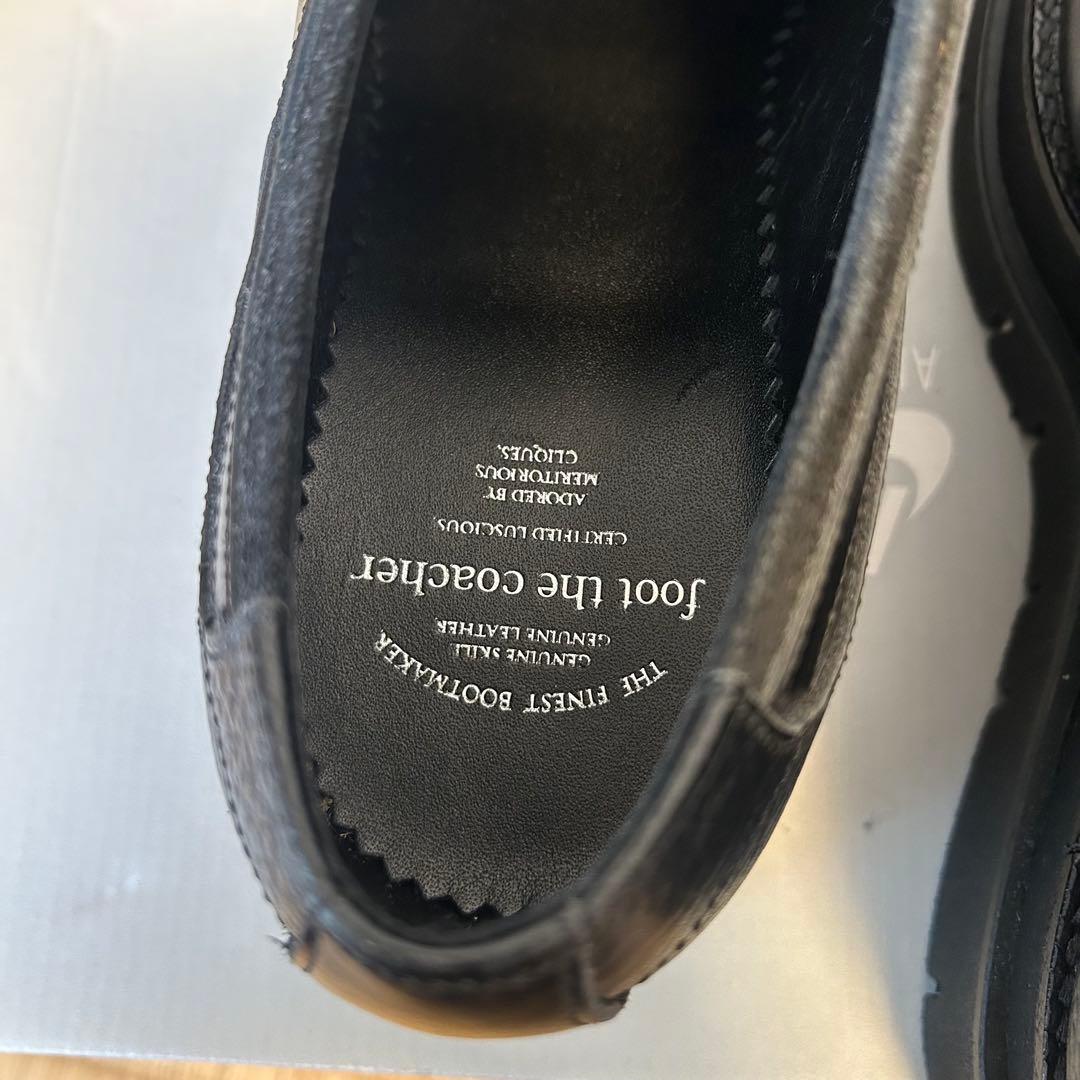 THE FINEST BOOTMAKER
GENUINE SKILL
GENUINE LEATHER
foot the coacher
CERTIFIED LUSCIOUS.
ADORED BY
MERITORIOUS
CLIQUES.